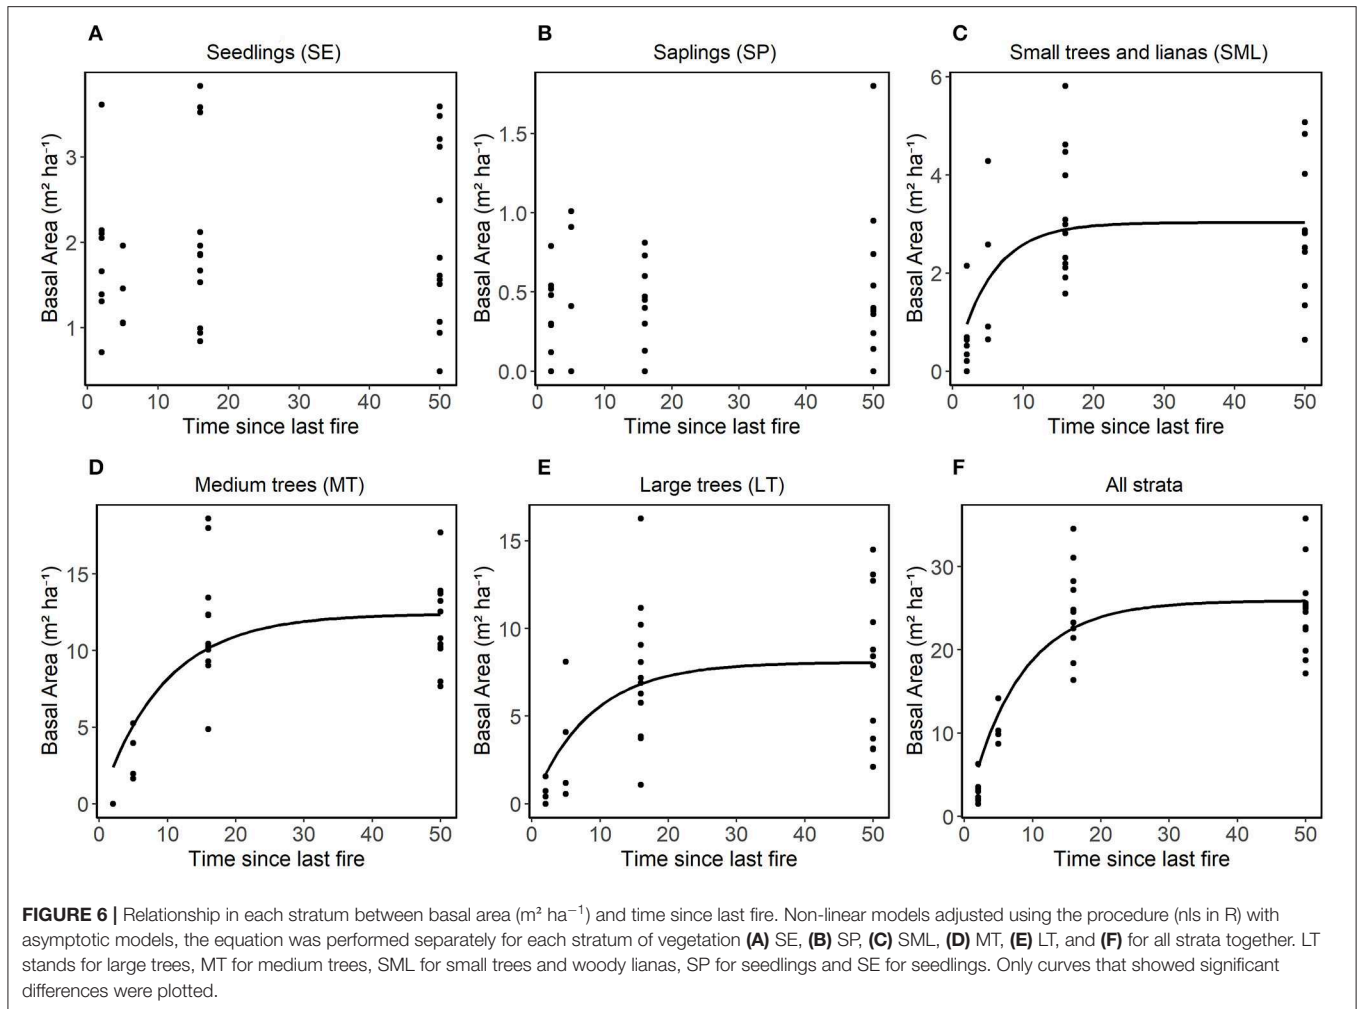 A
Seedlings (SE)
Basal Area (m² ha⁻¹)
3
2
1
0 10 20 30 40 50
Time since last fire
B
Saplings (SP)
Basal Area (m² ha⁻¹)
1.5
1.0
0.5
0.0
0 10 20 30 40 50
Time since last fire
C
Small trees and lianas (SML)
Basal Area (m² ha⁻¹)
6
4
2
0
0 10 20 30 40 50
Time since last fire
D
Medium trees (MT)
Basal Area (m² ha⁻¹)
15
10
5
0
0 10 20 30 40 50
Time since last fire
E
Large trees (LT)
Basal Area (m² ha⁻¹)
15
10
5
0
0 10 20 30 40 50
Time since last fire
F
All strata
Basal Area (m² ha⁻¹)
30
20
10
0
0 10 20 30 40 50
Time since last fire
FIGURE 6 | Relationship in each stratum between basal area (m² ha⁻¹) and time since last fire. Non-linear models adjusted using the procedure (nls in R) with
asymptotic models, the equation was performed separately for each stratum of vegetation (A) SE, (B) SP, (C) SML, (D) MT, (E) LT, and (F) for all strata together. LT
stands for large trees, MT for medium trees, SML for small trees and woody lianas, SP for seedlings and SE for seedlings. Only curves that showed significant
differences were plotted.